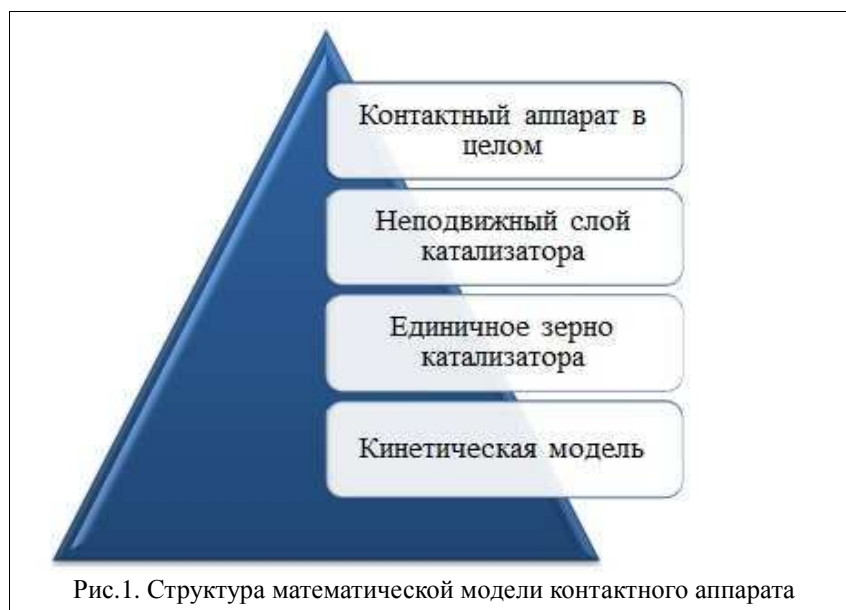 Контактный аппарат в
целом
Неподвижный слой
катализатора
Единичное зерно
катализатора
Кинетическая модель
Рис.1. Структура математической модели контактного аппарата